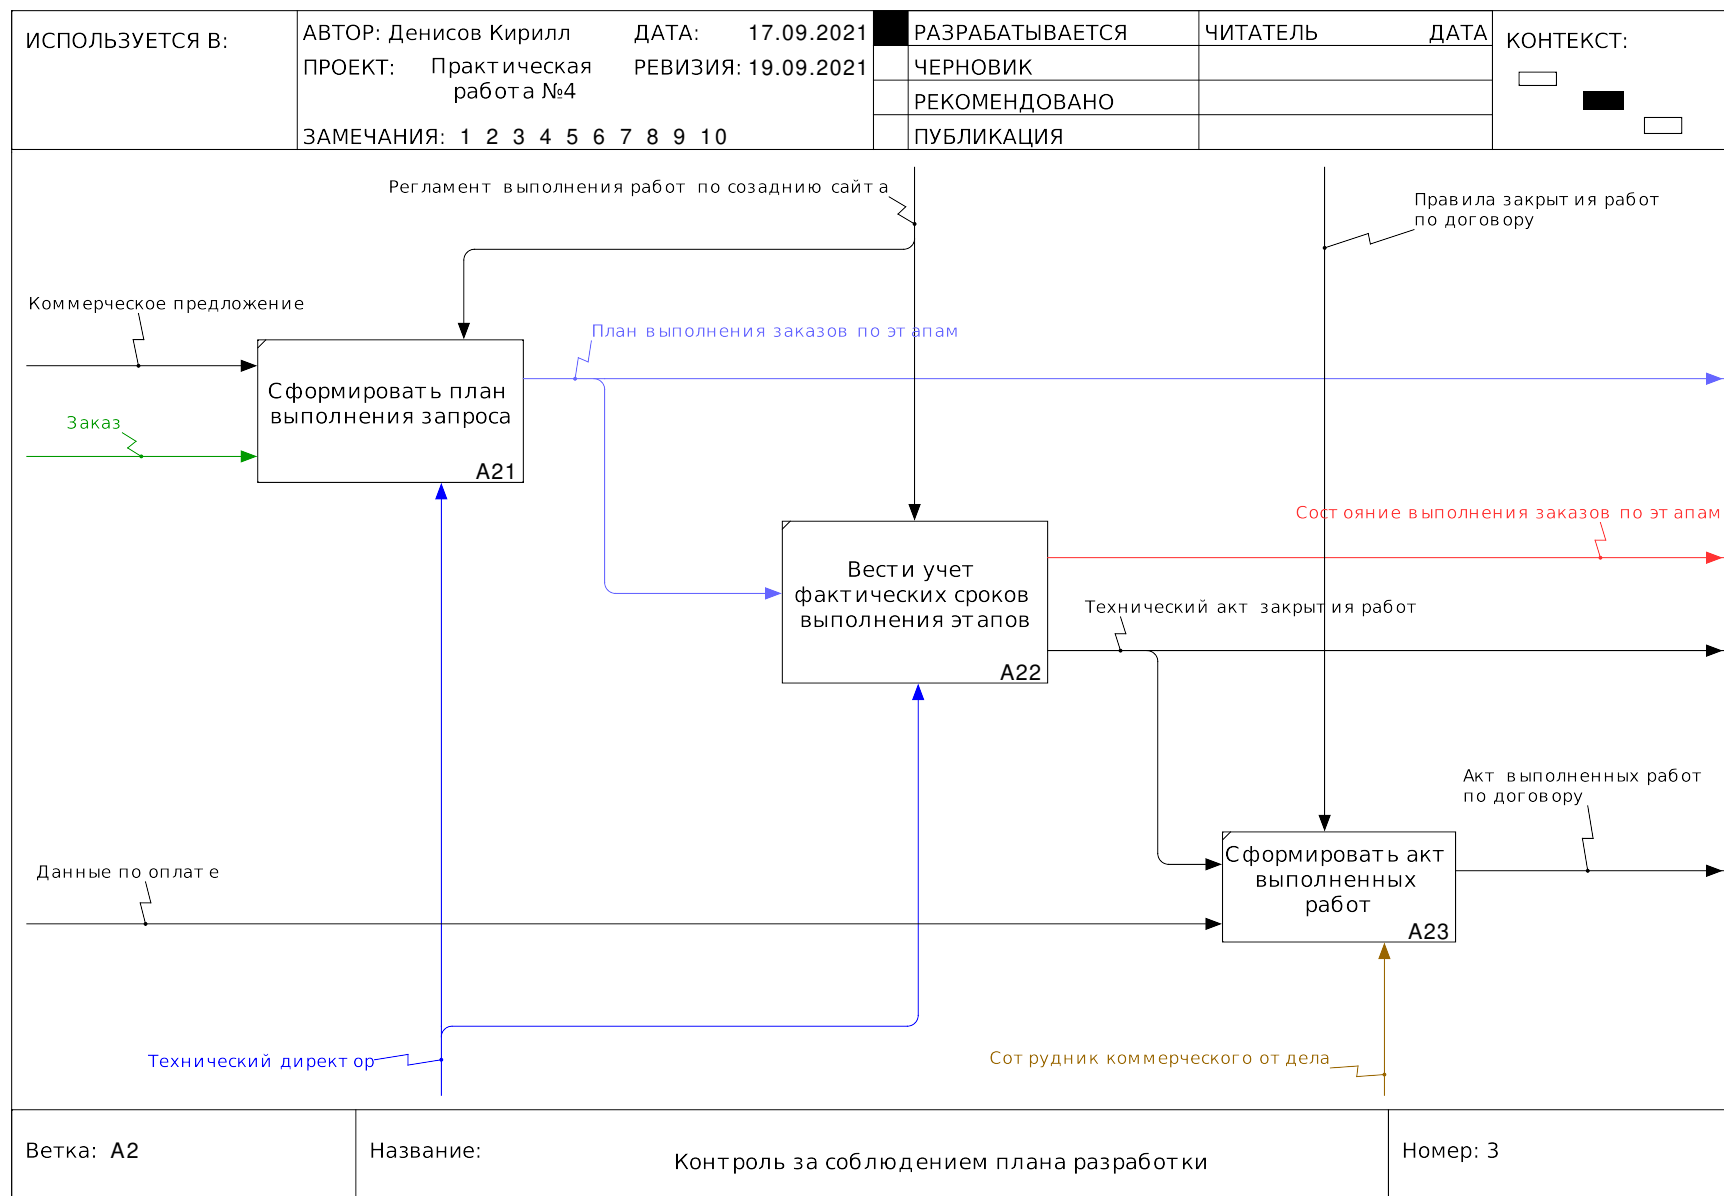 ИСПОЛЬЗУЕТСЯ В:
АВТОР: Денисов Кирилл
ДАТА: 17.09.2021
ПРОЕКТ: Практическая
работа №4
РЕВИЗИЯ: 19.09.2021
ЗАМЕЧАНИЯ: 1 2 3 4 5 6 7 8 9 10
РАЗРАБАТЫВАЕТСЯ
ЧЕРНОВИК
РЕКОМЕНДОВАНО
ПУБЛИКАЦИЯ
ЧИТАТЕЛЬ ДАТА
КОНТЕКСТ:
Регламент выполнения работ по созаднию сайта
Правила закрытия работ
по договору
Коммерческое предложение
План выполнения заказов по этапам
Сформировать план
выполнения запроса
A21
Заказ
Состояние выполнения заказов по этапам
Вести учет
фактических сроков
выполнения этапов
A22
Технический акт закрытия работ
Акт выполненных работ
по договору
Данные по оплате
Сформировать акт
выполненных
работ
A23
Технический директор
Сотрудник коммерческого отдела
Ветка: A2
Название:
Контроль за соблюдением плана разработки
Номер: 3